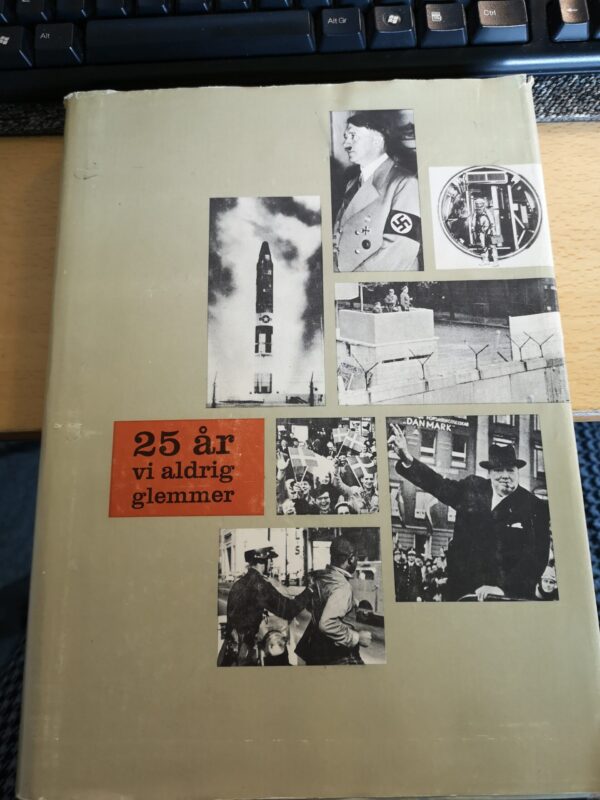 Alt
Alt Gr
Ctrl
25 år
vi aldrig
glemmer
DANMARK